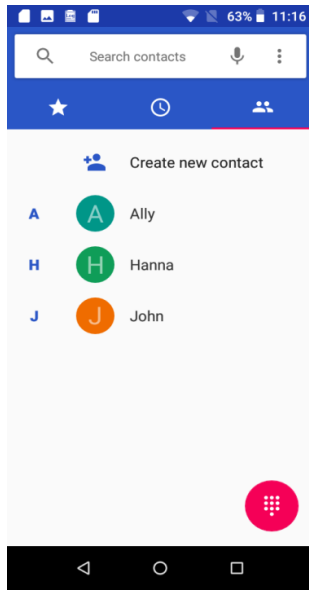 63% 11:16
Search contacts
Create new contact
A A Ally
H H Hanna
J J John